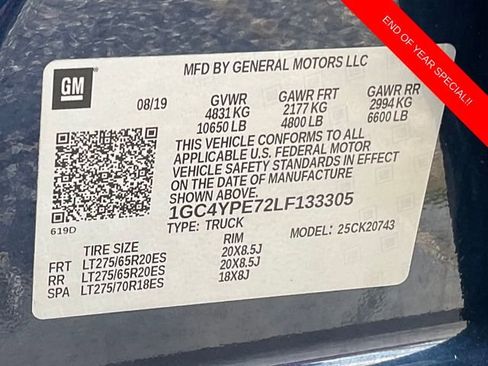 END OF YEAR SPECIAL!!
GM
MFD BY GENERAL MOTORS LLC
08/19 GVWR GAWR FRT GAWR RR
4831 KG 2177 KG 2994 KG
10650 LB 4800 LB 6600 LB
THIS VEHICLE CONFORMS TO ALL
APPLICABLE U.S. FEDERAL MOTOR
VEHICLE SAFETY STANDARDS IN EFFECT
ON THE DATE OF MANUFACTURE
SHOWN ABOVE.
1GC4YPE72LF133305
619D TYPE: TRUCK 25CK20743
TIRE SIZE RIM
FRT LT275/65R20ES 20X8.5J
RR LT275/65R20ES 20X8.5J
SPA LT275/70R18ES 18X8J